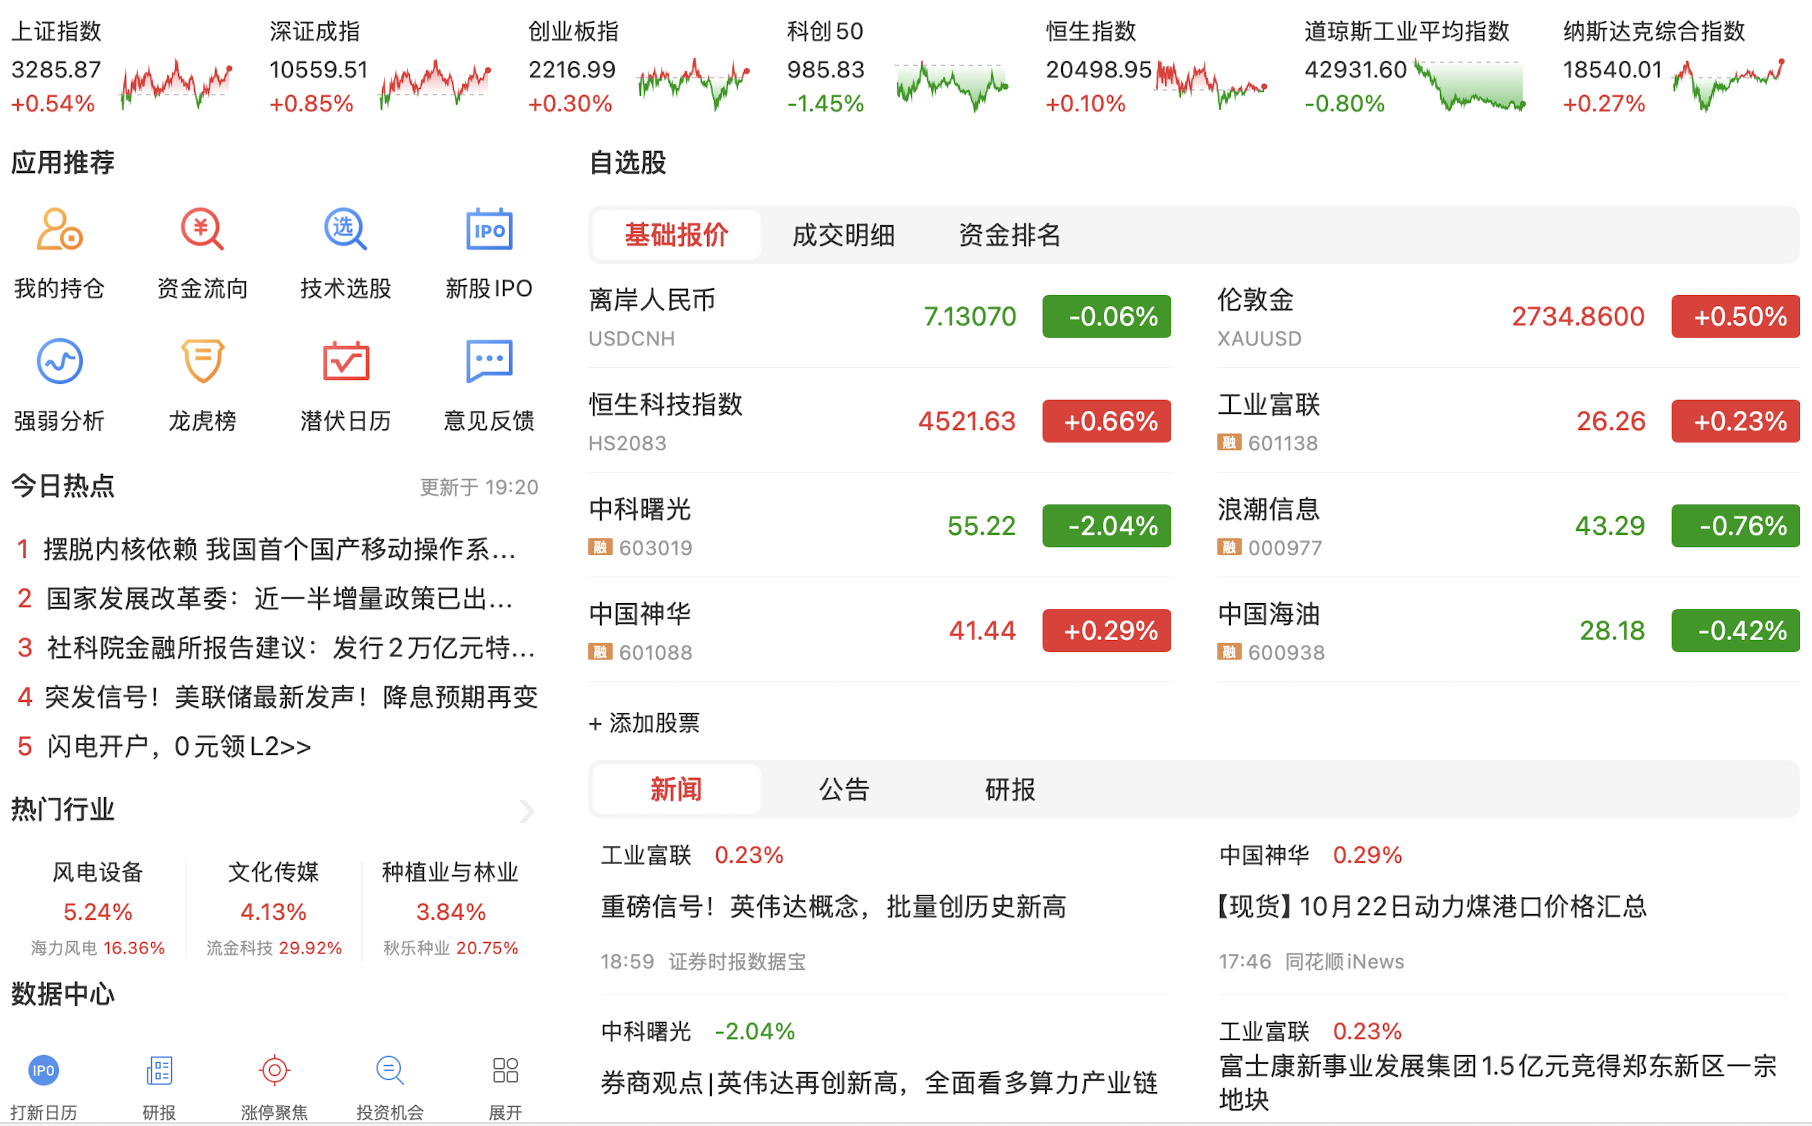 上证指数
3285.87
+0.54%
深证成指
10559.51
+0.85%
创业板指
2216.99
+0.30%
科创50
985.83
-1.45%
恒生指数
20498.95
+0.10%
道琼斯工业平均指数
42931.60
-0.80%
纳斯达克综合指数
18540.01
+0.27%
应用推荐
¥
选
IPO
我的持仓
资金流向
技术选股
新股IPO
强弱分析
龙虎榜
潜伏日历
意见反馈
今日热点
更新于 19:20
1 摆脱内核依赖 我国首个国产移动操作系...
2 国家发展改革委：近一半增量政策已出...
3 社科院金融所报告建议：发行2万亿元特...
4 突发信号！美联储最新发声！降息预期再变
5 闪电开户，0元领L2>>
热门行业
风电设备
5.24%
海力风电 16.36%
文化传媒
4.13%
流金科技 29.92%
种植业与林业
3.84%
秋乐种业 20.75%
数据中心
IPO
打新日历
研报
涨停聚焦
投资机会
展开
自选股
基础报价
成交明细
资金排名
离岸人民币
USDCNH
7.13070
-0.06%
伦敦金
XAUUSD
2734.8600
+0.50%
恒生科技指数
HS2083
4521.63
+0.66%
工业富联
融 601138
26.26
+0.23%
中科曙光
融 603019
55.22
-2.04%
浪潮信息
融 000977
43.29
-0.76%
中国神华
融 601088
41.44
+0.29%
中国海油
融 600938
28.18
-0.42%
+ 添加股票
新闻
公告
研报
工业富联 0.23%
重磅信号！英伟达概念，批量创历史新高
18:59 证券时报数据宝
中国神华 0.29%
【现货】10月22日动力煤港口价格汇总
17:46 同花顺iNews
中科曙光 -2.04%
券商观点|英伟达再创新高，全面看多算力产业链
工业富联 0.23%
富士康新事业发展集团1.5亿元竞得郑东新区一宗
地块